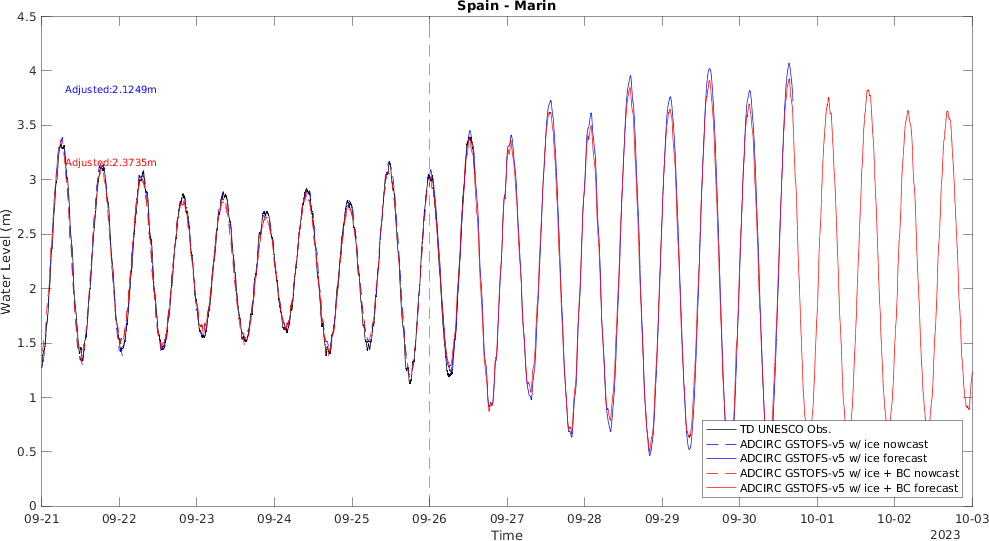 Spain - Marin
4.5
4
3.5
3
2.5
2
1.5
1
0.5
0
Water Level (m)
Adjusted:2.1249m
Adjusted:2.3735m
TD UNESCO Obs.
ADCIRC GSTOFS-v5 w/ ice nowcast
ADCIRC GSTOFS-v5 w/ ice forecast
ADCIRC GSTOFS-v5 w/ ice + BC nowcast
ADCIRC GSTOFS-v5 w/ ice + BC forecast
09-21 09-22 09-23 09-24 09-25 09-26 09-27 09-28 09-29 09-30 10-01 10-02 10-03
Time
2023